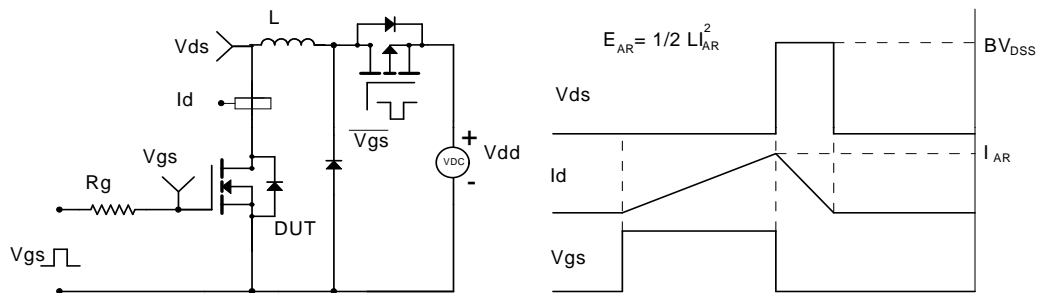 L
Vds
Id
Vgs
Vgs
Rg
DUT
Vgs
+
VDC
-
Vdd
E_AR= 1/2 LI²_AR
BV_DSS
Vds
I_AR
Id
Vgs